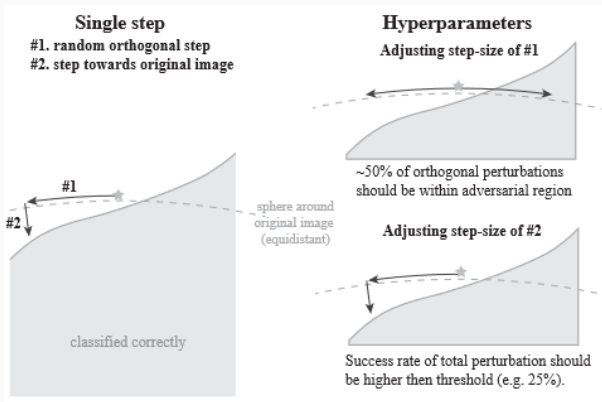 Single step
#1. random orthogonal step
#2. step towards original image
#1
#2
sphere around
original image
(equidistant)
classified correctly
Hyperparameters
Adjusting step-size of #1
~50% of orthogonal perturbations
should be within adversarial region
Adjusting step-size of #2
Success rate of total perturbation should
be higher then threshold (e.g. 25%).